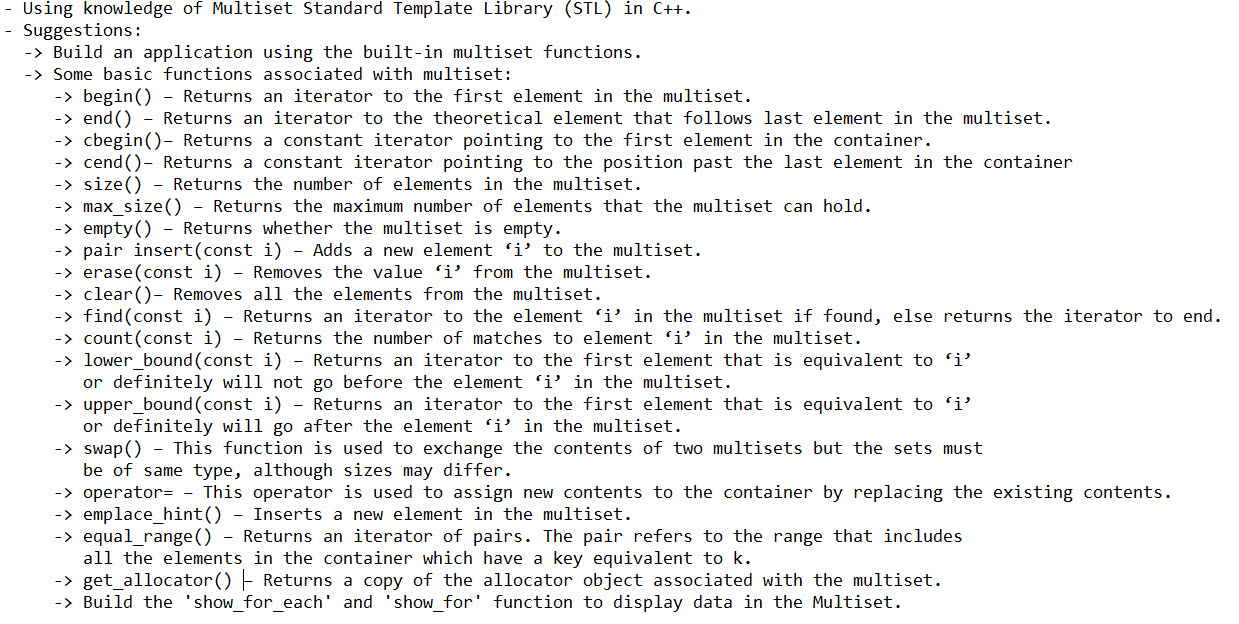 - Using knowledge of Multiset Standard Template Library (STL) in C++.
- Suggestions:
-> Build an application using the built-in multiset functions.
-> Some basic functions associated with multiset:
-> begin() – Returns an iterator to the first element in the multiset.
-> end() – Returns an iterator to the theoretical element that follows last element in the multiset.
-> cbegin()– Returns a constant iterator pointing to the first element in the container.
-> cend()– Returns a constant iterator pointing to the position past the last element in the container
-> size() – Returns the number of elements in the multiset.
-> max_size() – Returns the maximum number of elements that the multiset can hold.
-> empty() – Returns whether the multiset is empty.
-> pair insert(const i) – Adds a new element ‘i’ to the multiset.
-> erase(const i) – Removes the value ‘i’ from the multiset.
-> clear()– Removes all the elements from the multiset.
-> find(const i) – Returns an iterator to the element ‘i’ in the multiset if found, else returns the iterator to end.
-> count(const i) – Returns the number of matches to element ‘i’ in the multiset.
-> lower_bound(const i) – Returns an iterator to the first element that is equivalent to ‘i’
or definitely will not go before the element ‘i’ in the multiset.
-> upper_bound(const i) – Returns an iterator to the first element that is equivalent to ‘i’
or definitely will go after the element ‘i’ in the multiset.
-> swap() – This function is used to exchange the contents of two multisets but the sets must
be of same type, although sizes may differ.
-> operator= – This operator is used to assign new contents to the container by replacing the existing contents.
-> emplace_hint() – Inserts a new element in the multiset.
-> equal_range() – Returns an iterator of pairs. The pair refers to the range that includes
all the elements in the container which have a key equivalent to k.
-> get_allocator() – Returns a copy of the allocator object associated with the multiset.
-> Build the 'show_for_each' and 'show_for' function to display data in the Multiset.